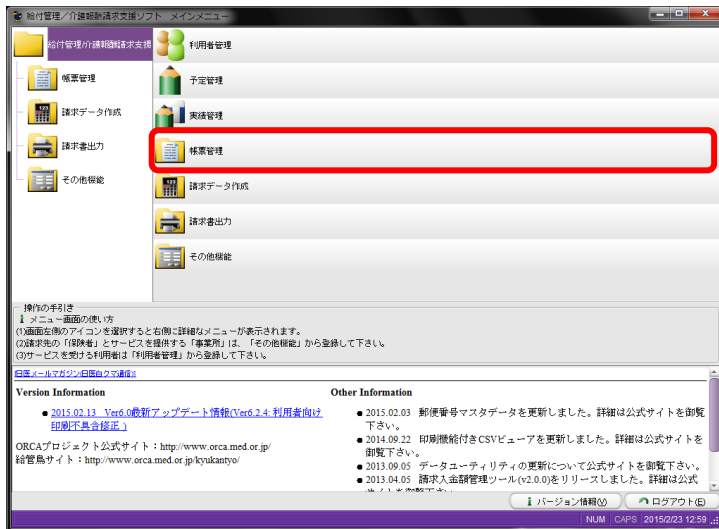 給付管理／介護報酬請求支援ソフト メインメニュー
給付管理/介護報酬請求支援
帳票管理
請求データ作成
請求書出力
その他機能
利用者管理
予定管理
実績管理
帳票管理
請求データ作成
請求書出力
その他機能
操作の手引き
メニュー画面の使い方
(1)画面左側のアイコンを選択すると右側に詳細なメニューが表示されます。
(2)請求先の「保険者」とサービスを提供する「事業所」は、「その他機能」から登録して下さい。
(3)サービスを受ける利用者は「利用者管理」から登録して下さい。
日医メールマガジン(日医白クマ通信)
Version Information
2015.02.13 Ver6.0最新アップデート情報(Ver6.2.4: 利用者向け
印刷不具合修正 )
ORCAプロジェクト公式サイト：http://www.orca.med.or.jp/
給管鳥サイト：http://www.orca.med.or.jp/kyukantyo/
Other Information
2015.02.03 郵便番号マスタデータを更新しました。詳細は公式サイトを御覧
下さい。
2014.09.22 印刷機能付きCSVビューアを更新しました。詳細は公式サイトを
御覧下さい。
2013.09.05 データユーティリティの更新について公式サイトを御覧下さい。
2013.04.05 請求入金額管理ツール(v2.0.0)をリリースしました。詳細は公式
バージョン情報(V)
ログアウト(E)
NUM CAPS 2015/2/23 12:59